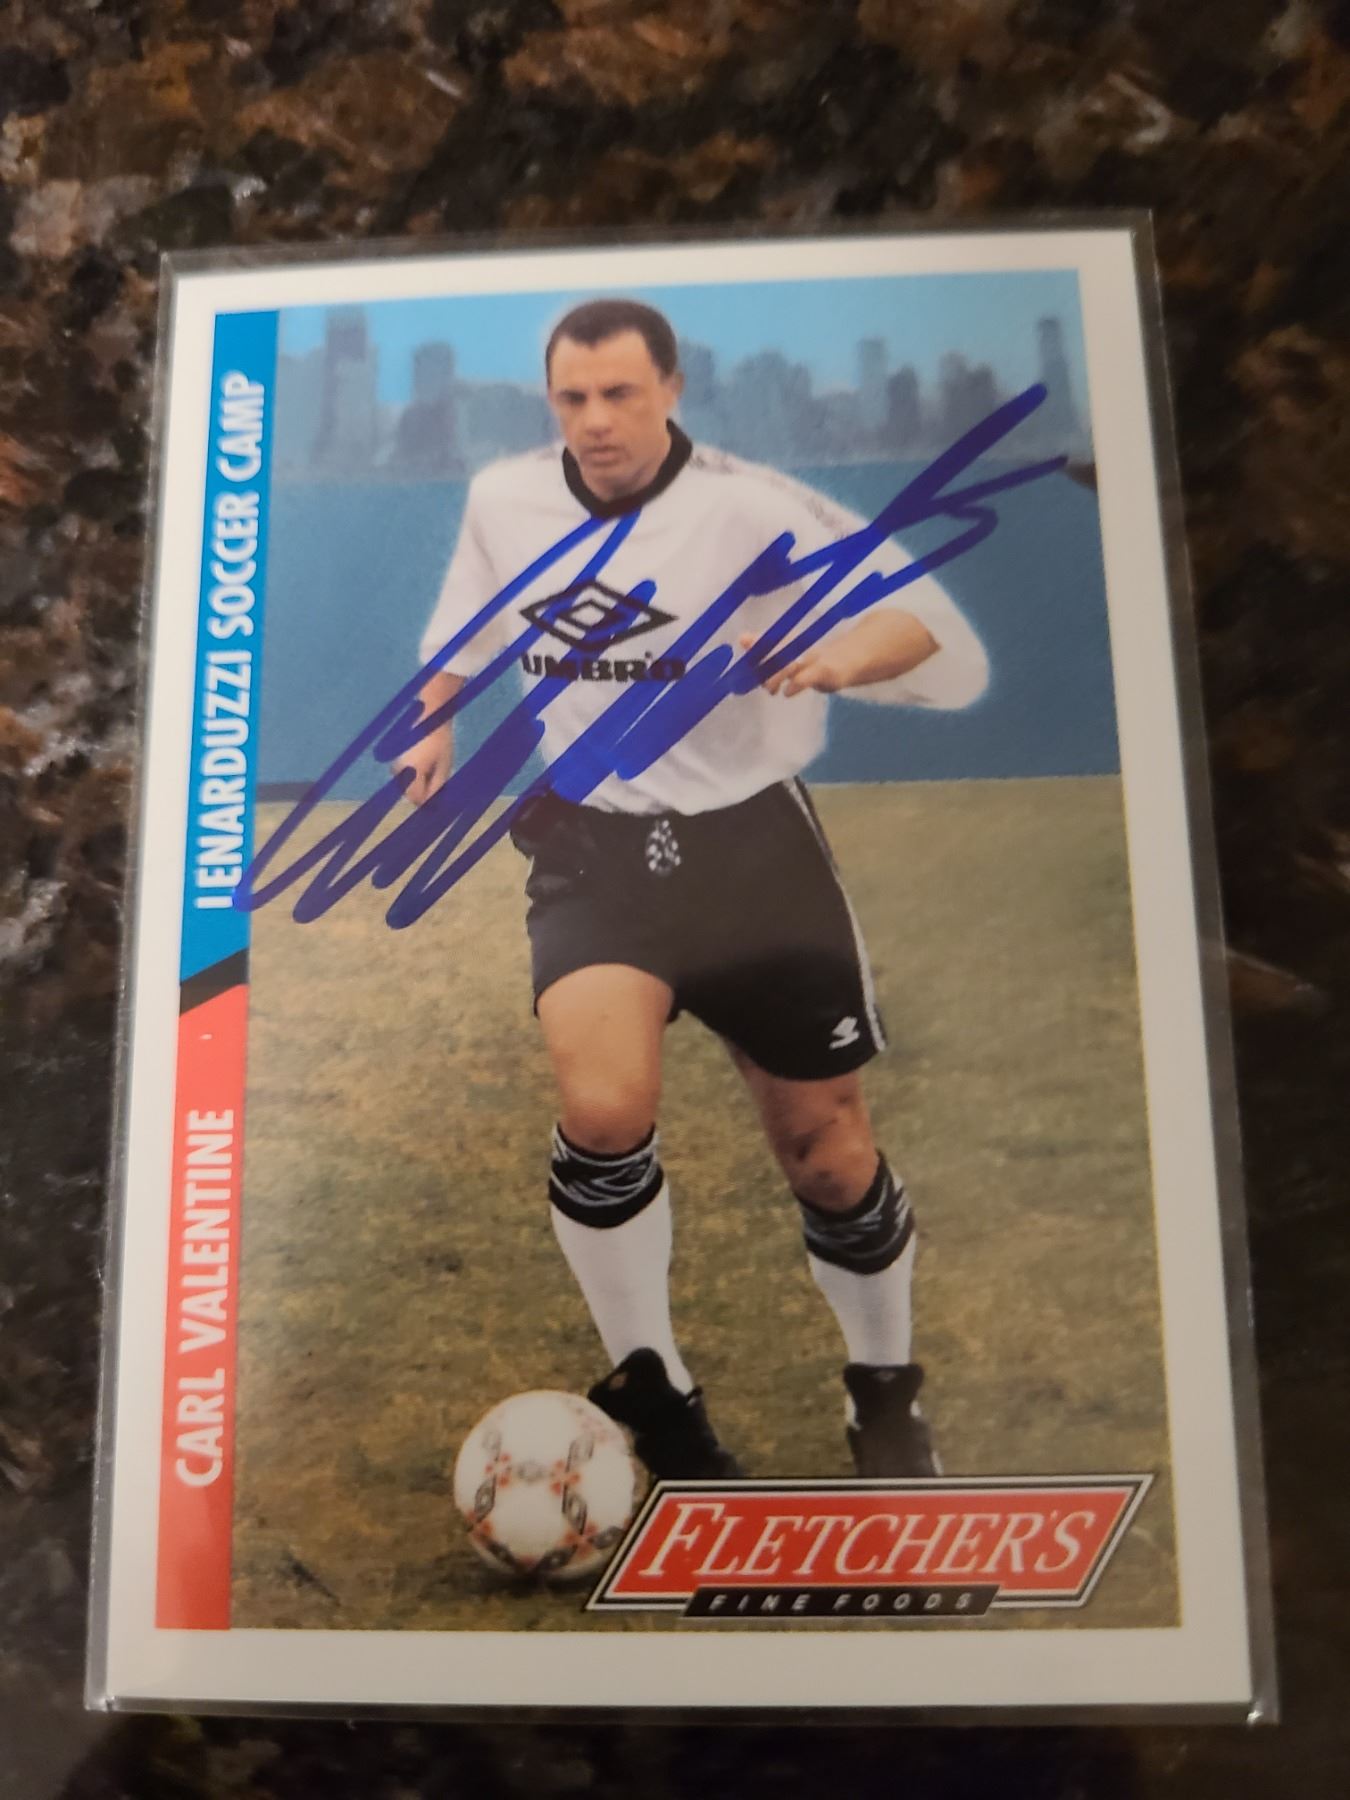 LENARDUZZI SOCCER CAMP
CARL VALENTINE
UMBRO
FLETCHER'S
FINE FOODS